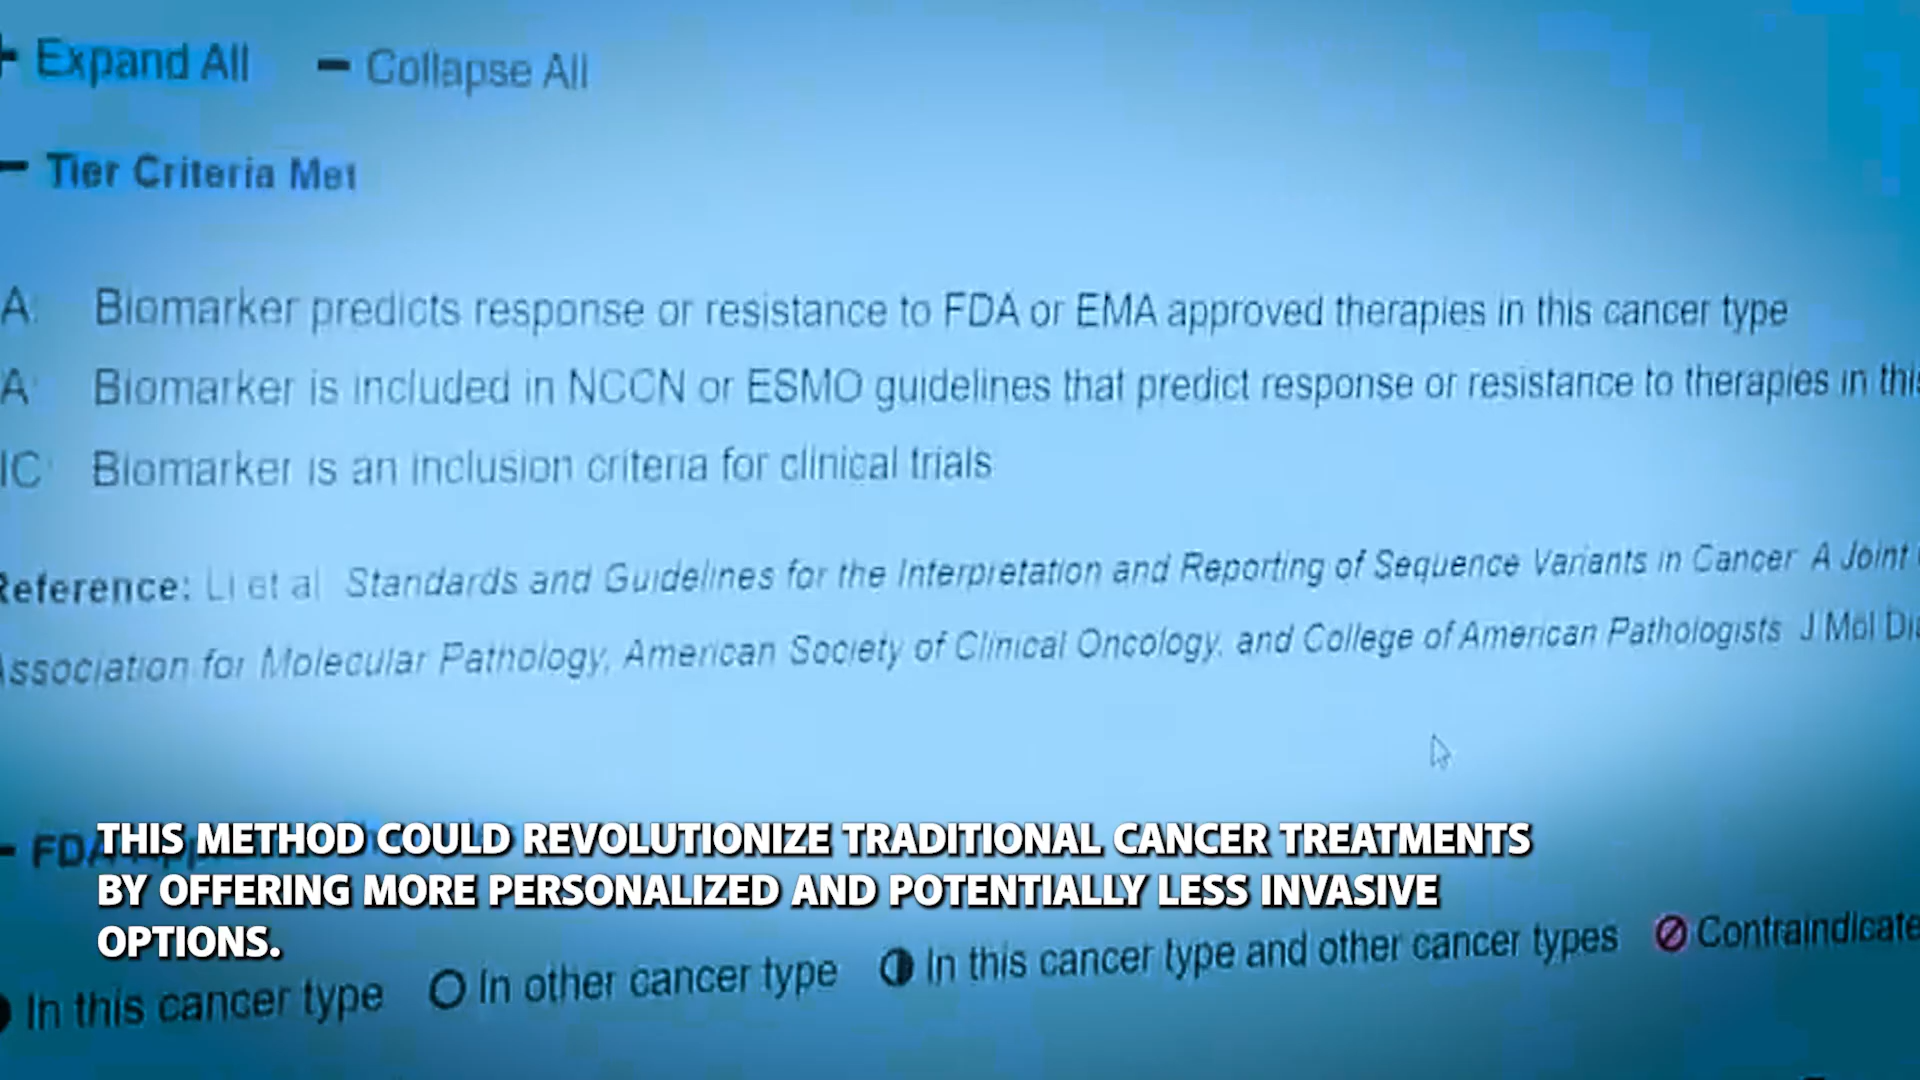 + Expand All − Collapse All
− Tier Criteria Met
A: Biomarker predicts response or resistance to FDA or EMA approved therapies in this cancer type
A: Biomarker is included in NCCN or ESMO guidelines that predict response or resistance to therapies in this
IC: Biomarker is an inclusion criteria for clinical trials
Reference: Li et al Standards and Guidelines for the Interpretation and Reporting of Sequence Variants in Cancer A Joint
Association for Molecular Pathology, American Society of Clinical Oncology, and College of American Pathologists J Mol
− FDA
THIS METHOD COULD REVOLUTIONIZE TRADITIONAL CANCER TREATMENTS
BY OFFERING MORE PERSONALIZED AND POTENTIALLY LESS INVASIVE
OPTIONS.
In this cancer type In other cancer type In this cancer type and other cancer types Contraindicate